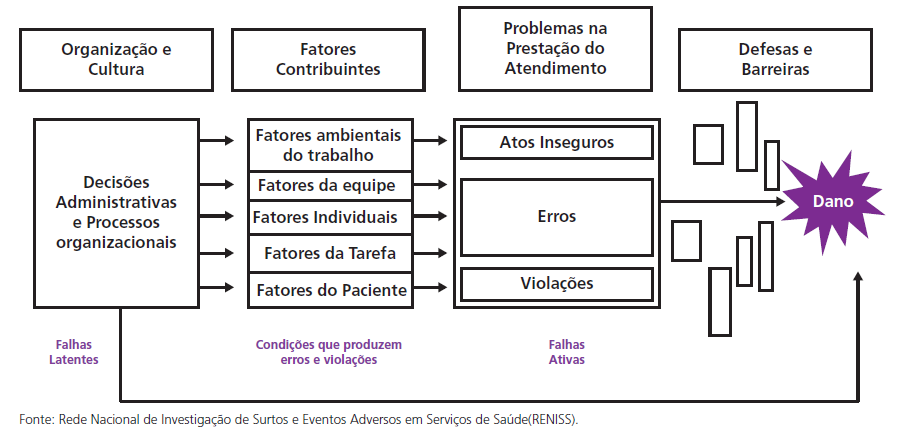 Organização e
Cultura
Fatores
Contribuintes
Problemas na
Prestação do
Atendimento
Defesas e
Barreiras
Decisões
Administrativas
e Processos
organizacionais
Fatores ambientais
do trabalho
Fatores da equipe
Fatores Individuais
Fatores da Tarefa
Fatores do Paciente
Atos Inseguros
Erros
Violações
Dano
Falhas
Latentes
Condições que produzem
erros e violações
Falhas
Ativas
Fonte: Rede Nacional de Investigação de Surtos e Eventos Adversos em Serviços de Saúde(RENISS).